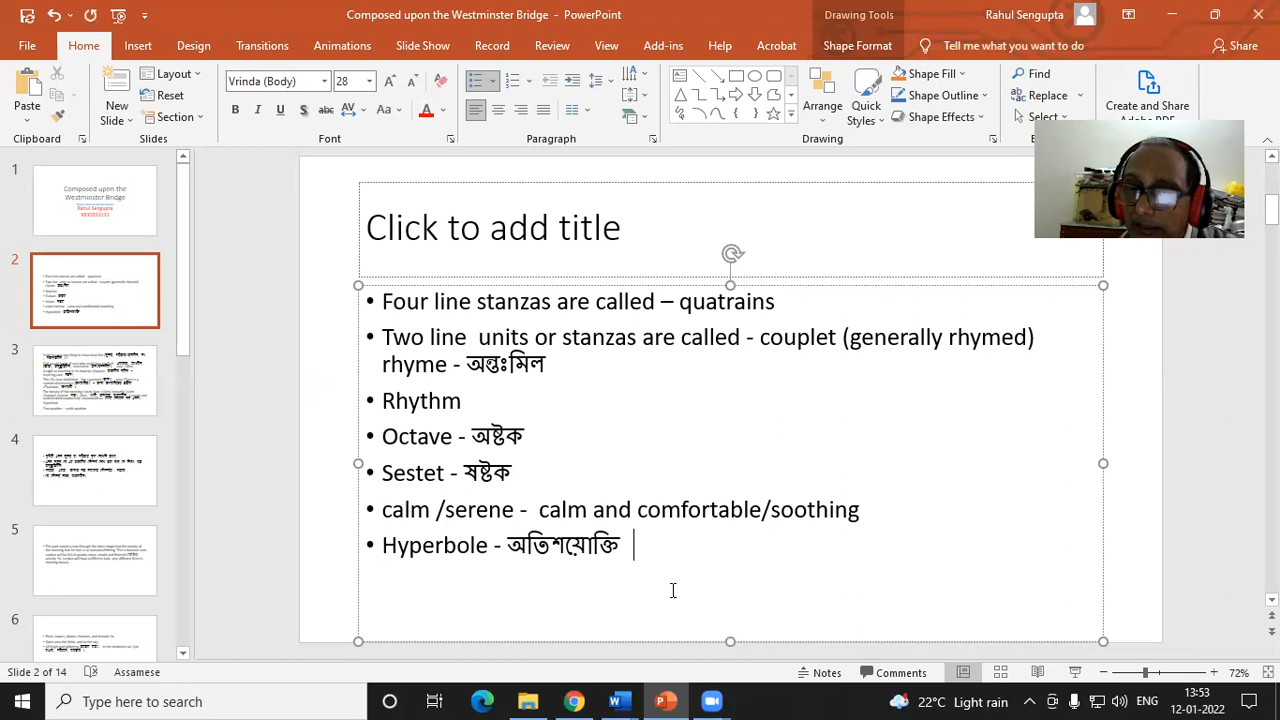 Composed upon the Westminster Bridge - PowerPoint
Drawing Tools
Rahul Sengupta
File Home Insert Design Transitions Animations Slide Show Record Review View Add-ins Help Acrobat Shape Format Tell me what you want to do Share
Paste
New Slide
Layout
Reset
Section
Vrinda (Body) 28
Arrange
Quick Styles
Shape Fill
Shape Outline
Shape Effects
Find
Replace
Select
Create and Share
Clipboard Slides Font Paragraph Drawing
1
Composed upon the
Westminster Bridge
Rahul Sengupta
2
3
4
5
6
Click to add title
• Four line stanzas are called – quatrains
• Two line units or stanzas are called - couplet (generally rhymed)
rhyme - অন্তঃমিল
• Rhythm
• Octave - অষ্টক
• Sestet - ষষ্টক
• calm /serene - calm and comfortable/soothing
• Hyperbole - অতিশয়োক্তি
Slide 2 of 14 Assamese Notes Comments 72%
Type here to search 22°C Light rain ENG 13:53
12-01-2022